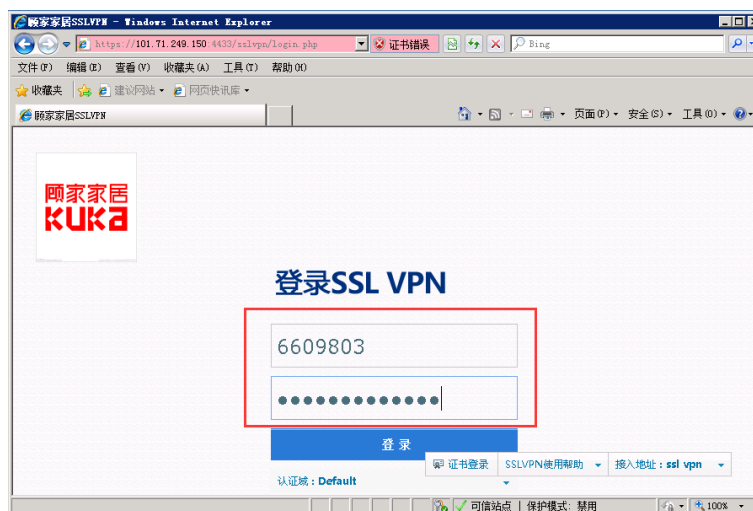 顾家家居SSLVPN - Windows Internet Explorer
https://101.71.249.150:4433/sslvpn/login.php 证书错误 Bing
文件(F) 编辑(E) 查看(V) 收藏夹(A) 工具(T) 帮助(H)
收藏夹 建议网站 网页快讯库
顾家家居SSLVPN 页面(P) 安全(S) 工具(O)
顾家家居
KUKa
登录SSL VPN
6609803
●●●●●●●●●●●●●
登 录
证书登录 SSLVPN使用帮助 接入地址 : ssl vpn
认证域 : Default
可信站点 | 保护模式: 禁用 100%